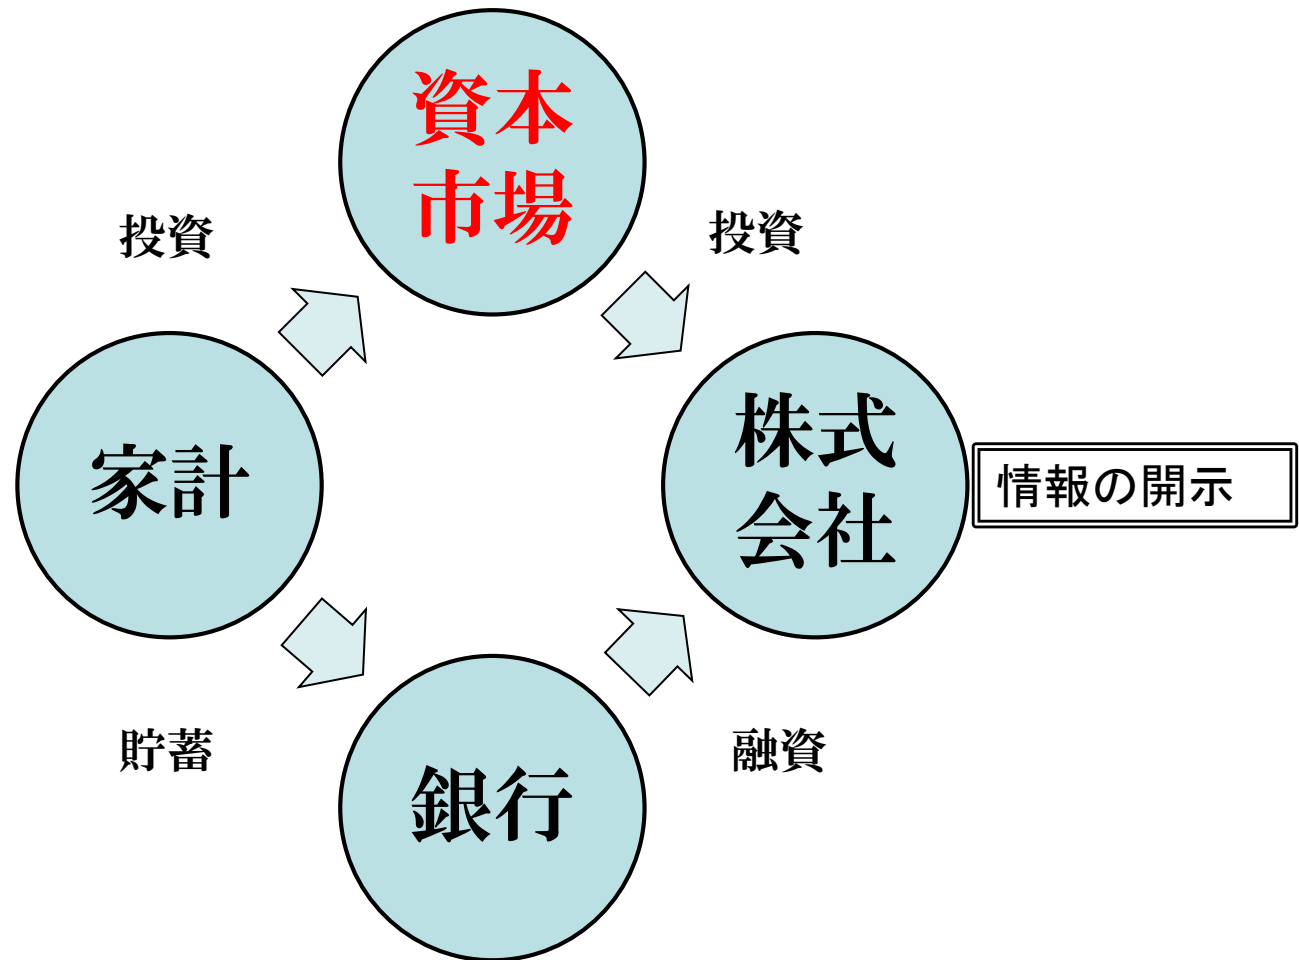 資本
市場
投資
投資
家計
株式
会社
情報の開示
貯蓄
融資
銀行